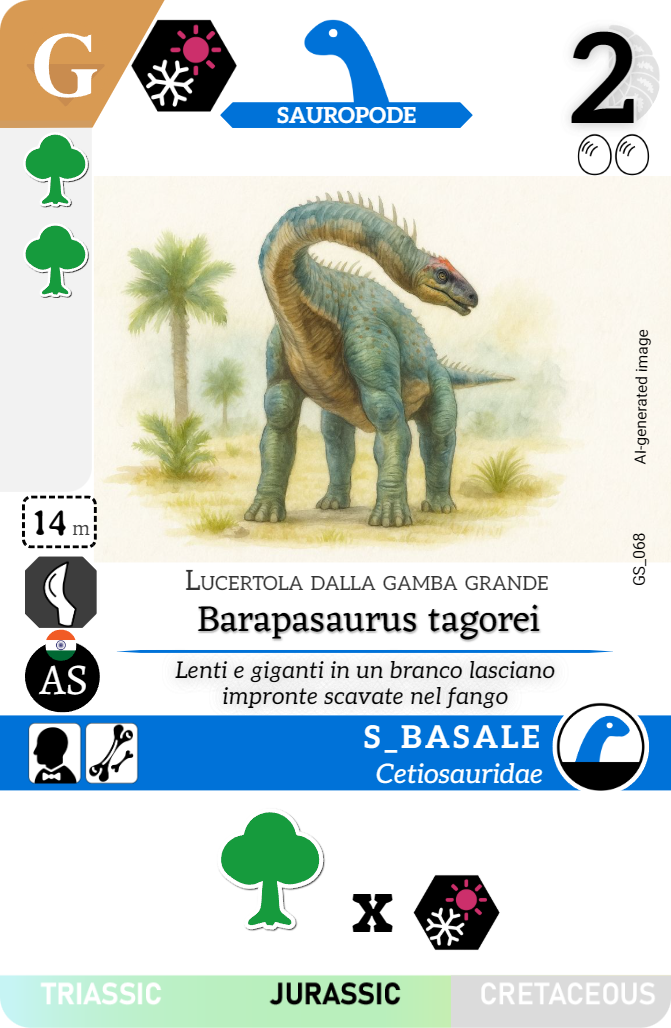 G
SAUROPODE
2
AI-generated image
14 m
GS_068
Lucertola dalla gamba grande
Barapasaurus tagorei
AS
Lenti e giganti in un branco lasciano
impronte scavate nel fango
S_BASALE
Cetiosauridae
x
TRIASSIC JURASSIC CRETACEOUS